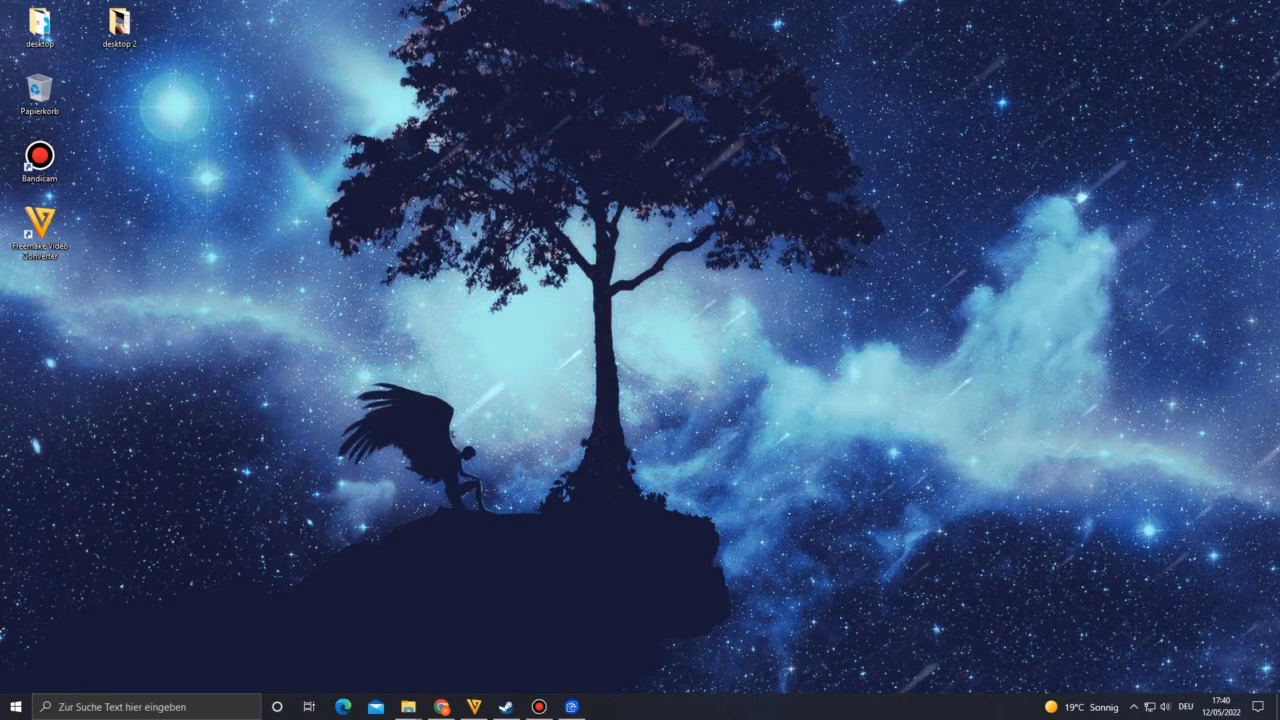 desktop
desktop 2
Papierkorb
Bandicam
Freemake Video
Converter
Zur Suche Text hier eingeben
19°C Sonnig
DEU
17:40
12/05/2022